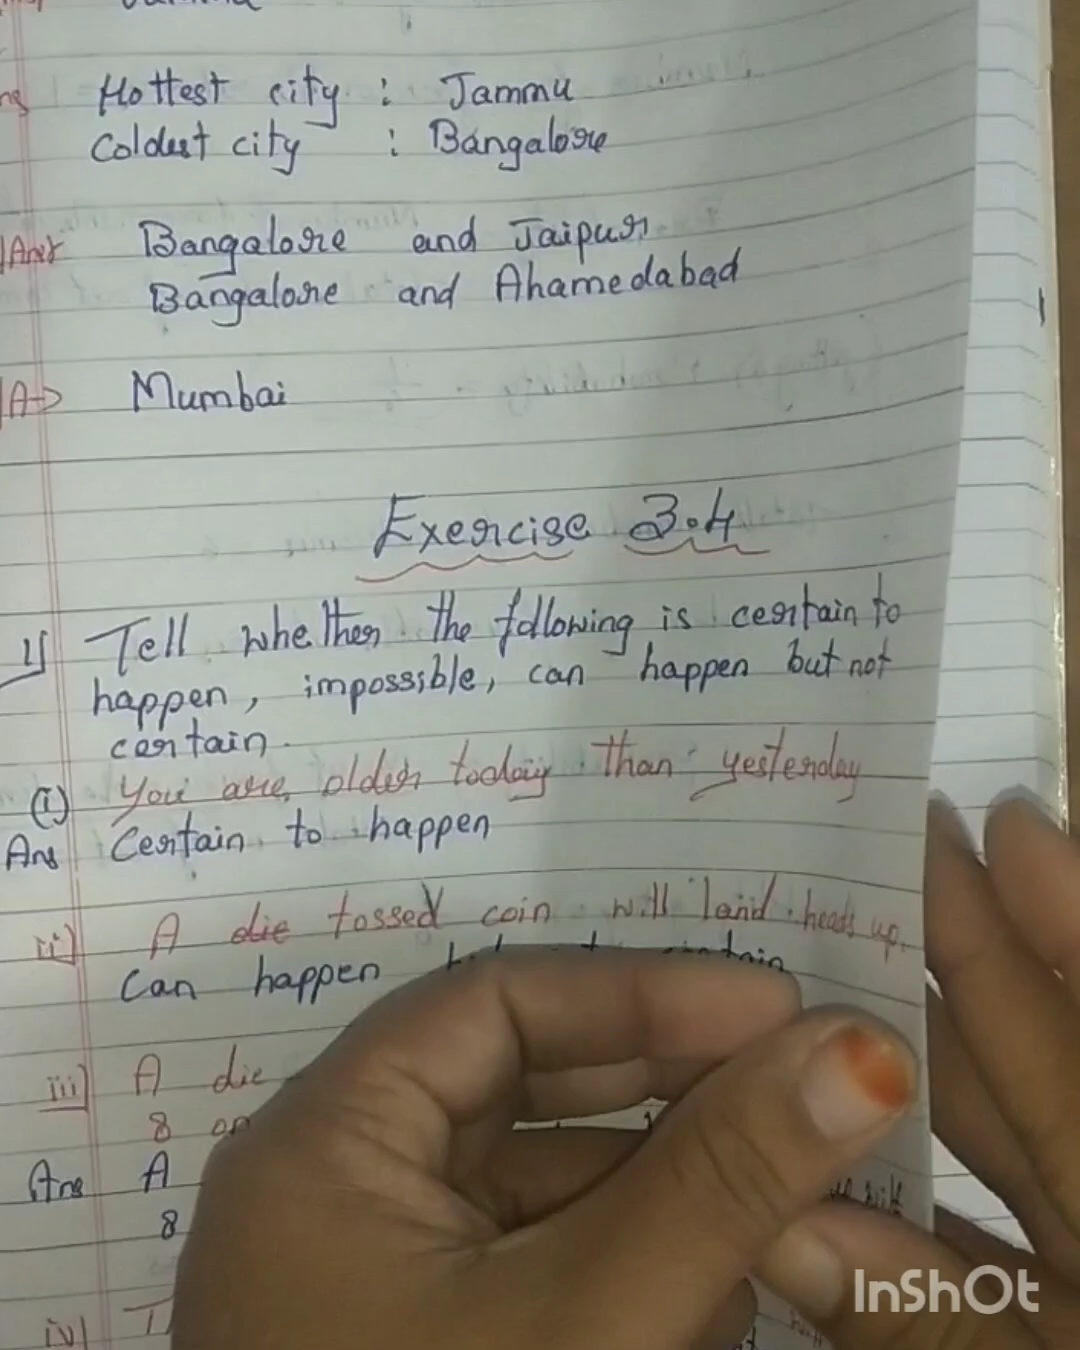 Hottest city : Jammu
Coldest city : Bangalore
Ans Bangalore and Jaipur
Bangalore and Ahamedabad
A-> Mumbai
Exercise 3.4
1) Tell whether the following is certain to
happen, impossible, can happen but not
certain.
(i) You are older today than yesterday
Ans Certain to happen
ii) A die tossed coin will land heads up.
Can happen
iii) A die
8 on
Ans A
8
iv)
InShOt